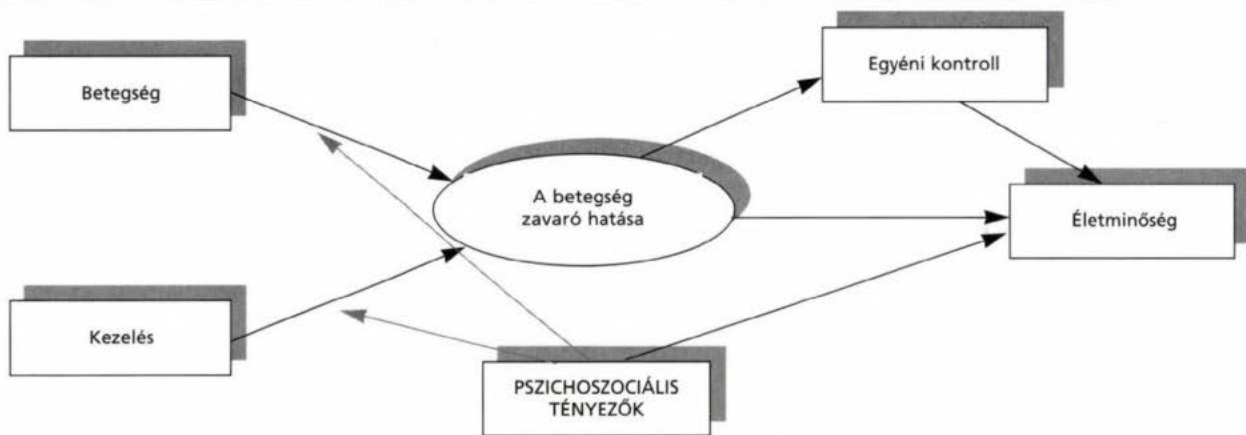 Betegség
Egyéni kontroll
A betegség
zavaró hatása
Életminőség
Kezelés
PSZICHOSZOCIÁLIS
TÉNYEZŐK